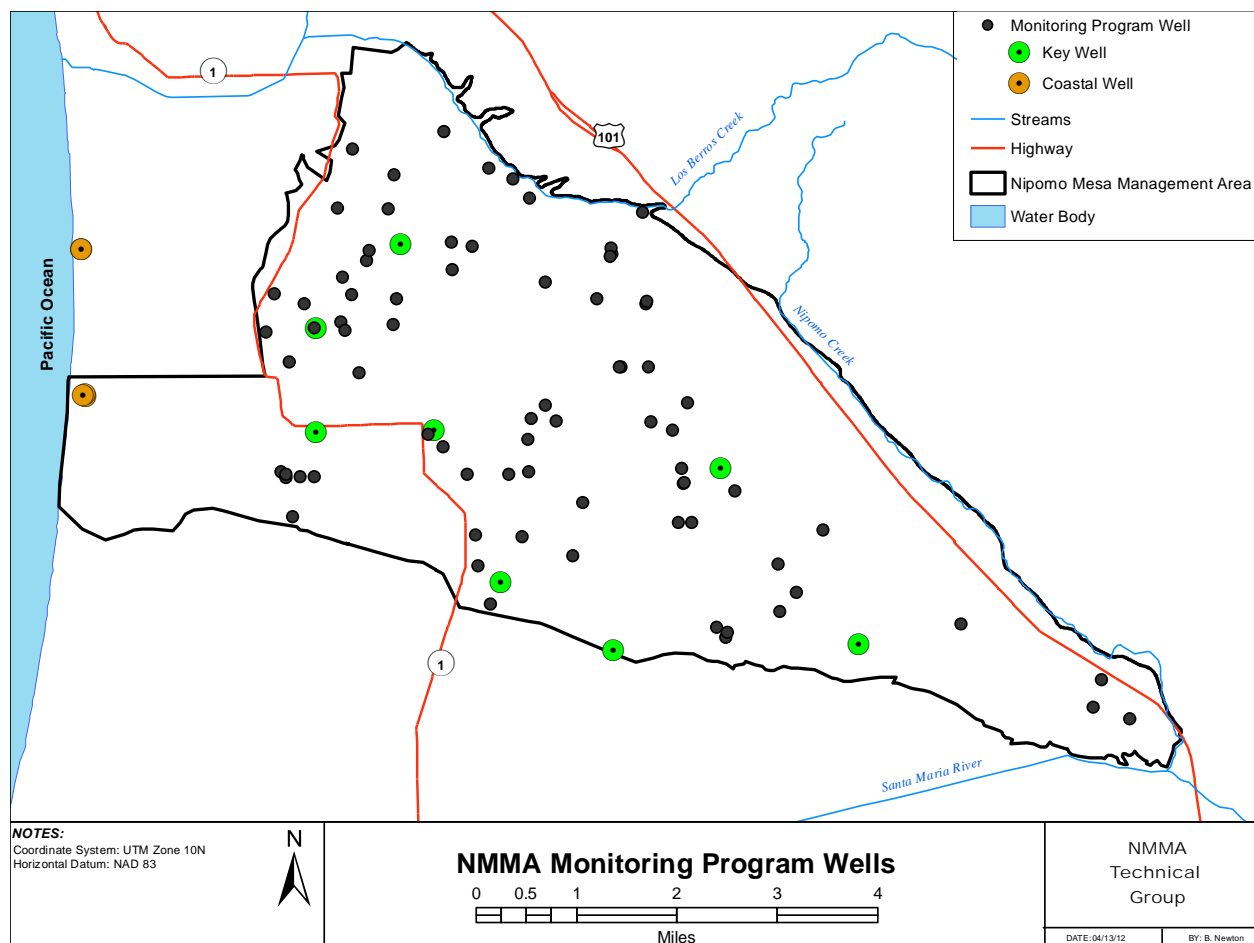 Monitoring Program Well
Key Well
Coastal Well
Streams
Highway
Nipomo Mesa Management Area
Water Body
1
101
Los Berros Creek
Pacific Ocean
Nipomo Creek
1
Santa Maria River
NOTES:
Coordinate System: UTM Zone 10N
Horizontal Datum: NAD 83
N
NMMA Monitoring Program Wells
0 0.5 1 2 3 4
Miles
NMMA
Technical
Group
DATE:04/13/12 BY: B. Newton